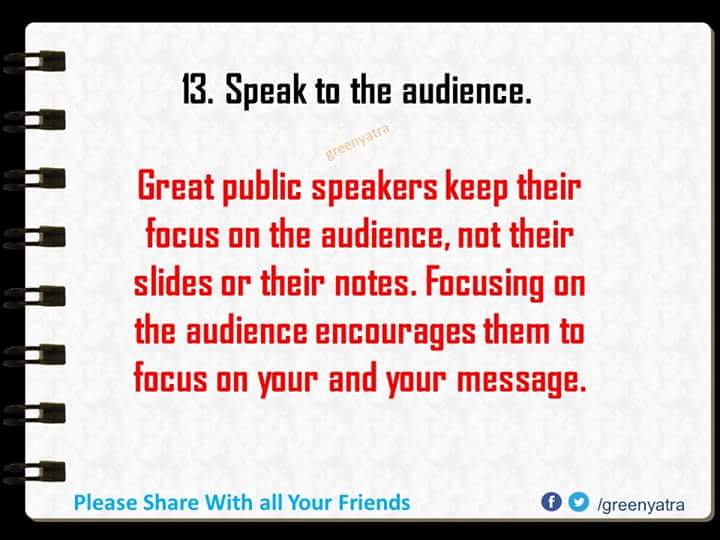 13. Speak to the audience.
greenyatra
Great public speakers keep their
focus on the audience, not their
slides or their notes. Focusing on
the audience encourages them to
focus on your and your message.
Please Share With all Your Friends
/greenyatra